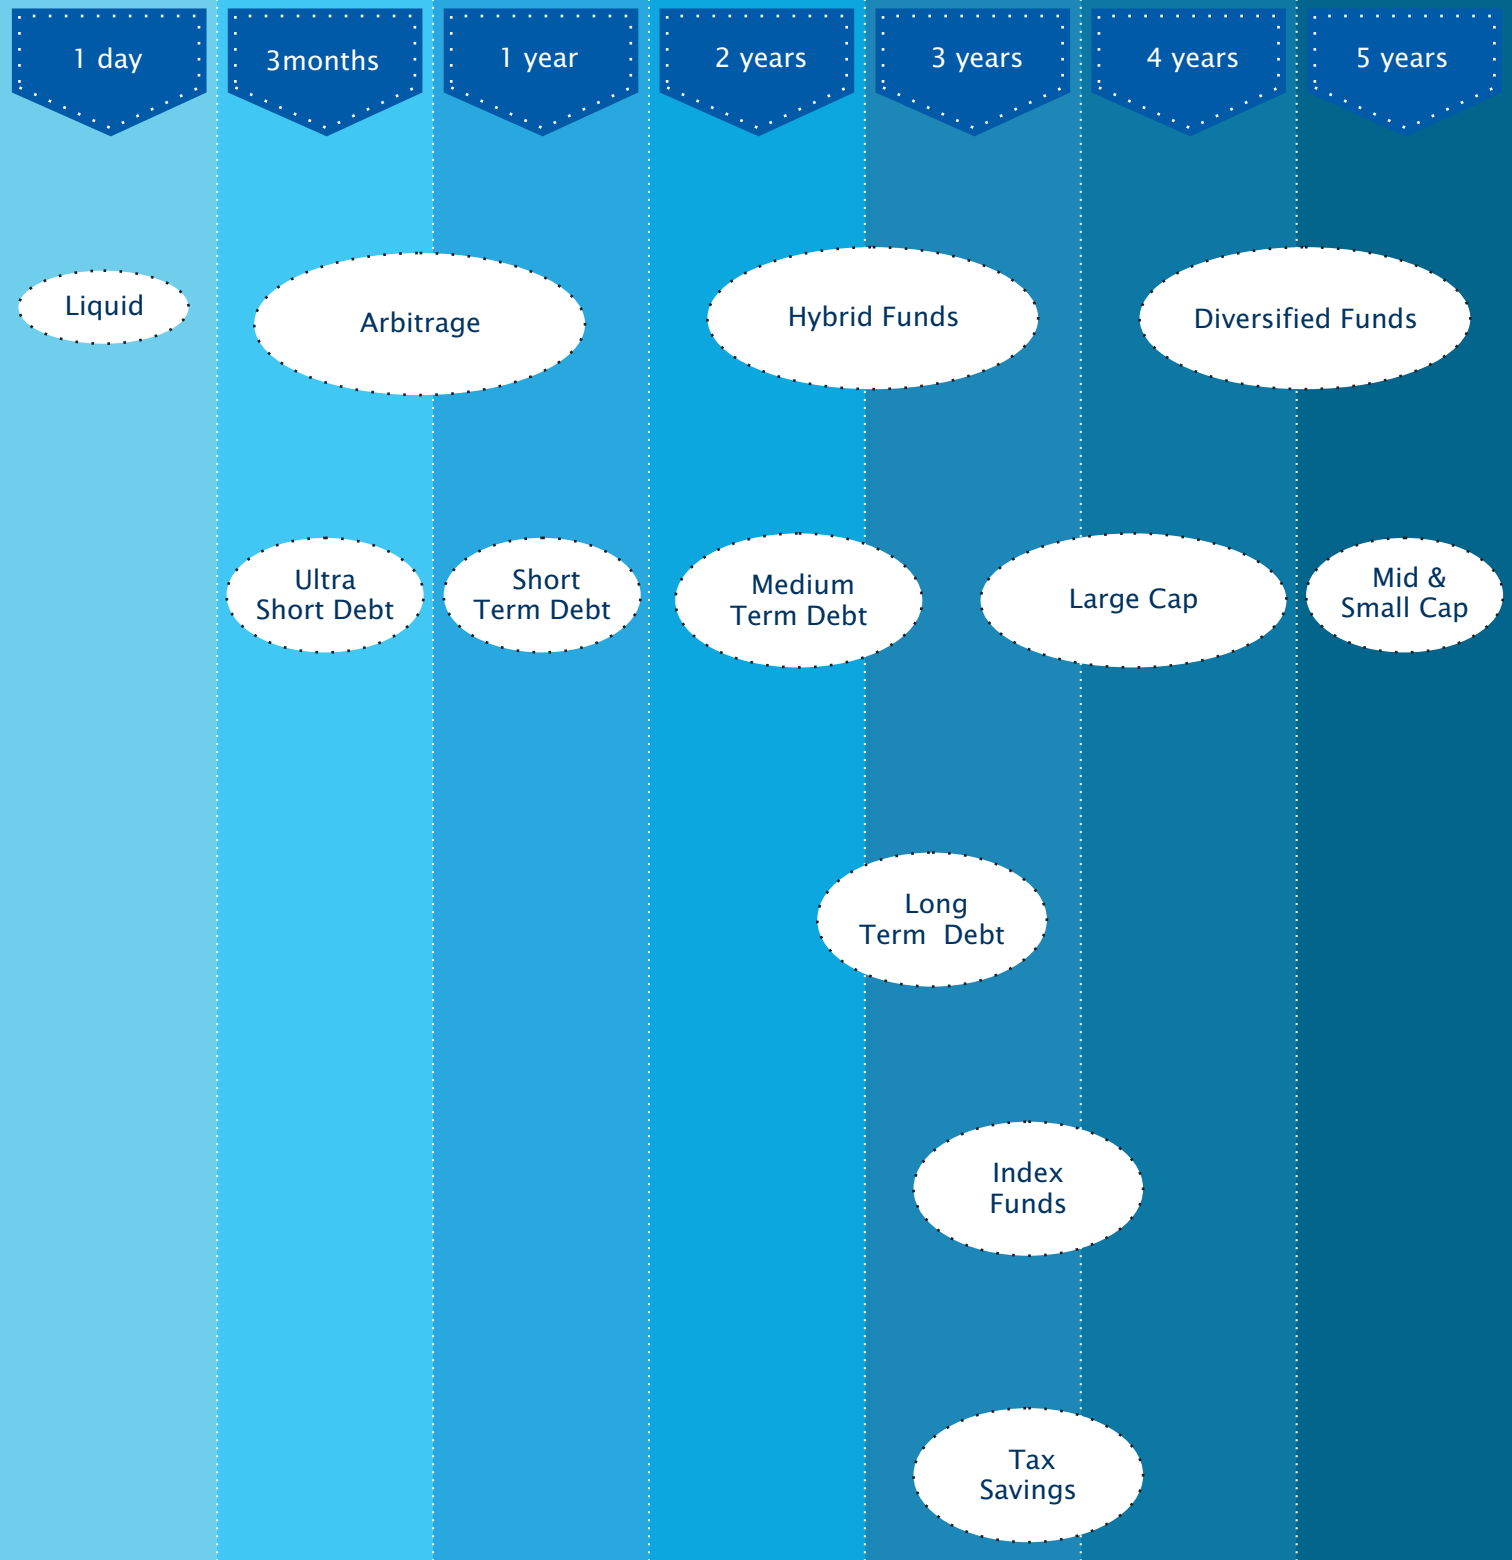 1 day
3months
1 year
2 years
3 years
4 years
5 years
Liquid
Arbitrage
Hybrid Funds
Diversified Funds
Ultra
Short Debt
Short
Term Debt
Medium
Term Debt
Large Cap
Mid &
Small Cap
Long
Term  Debt
Index
Funds
Tax
Savings